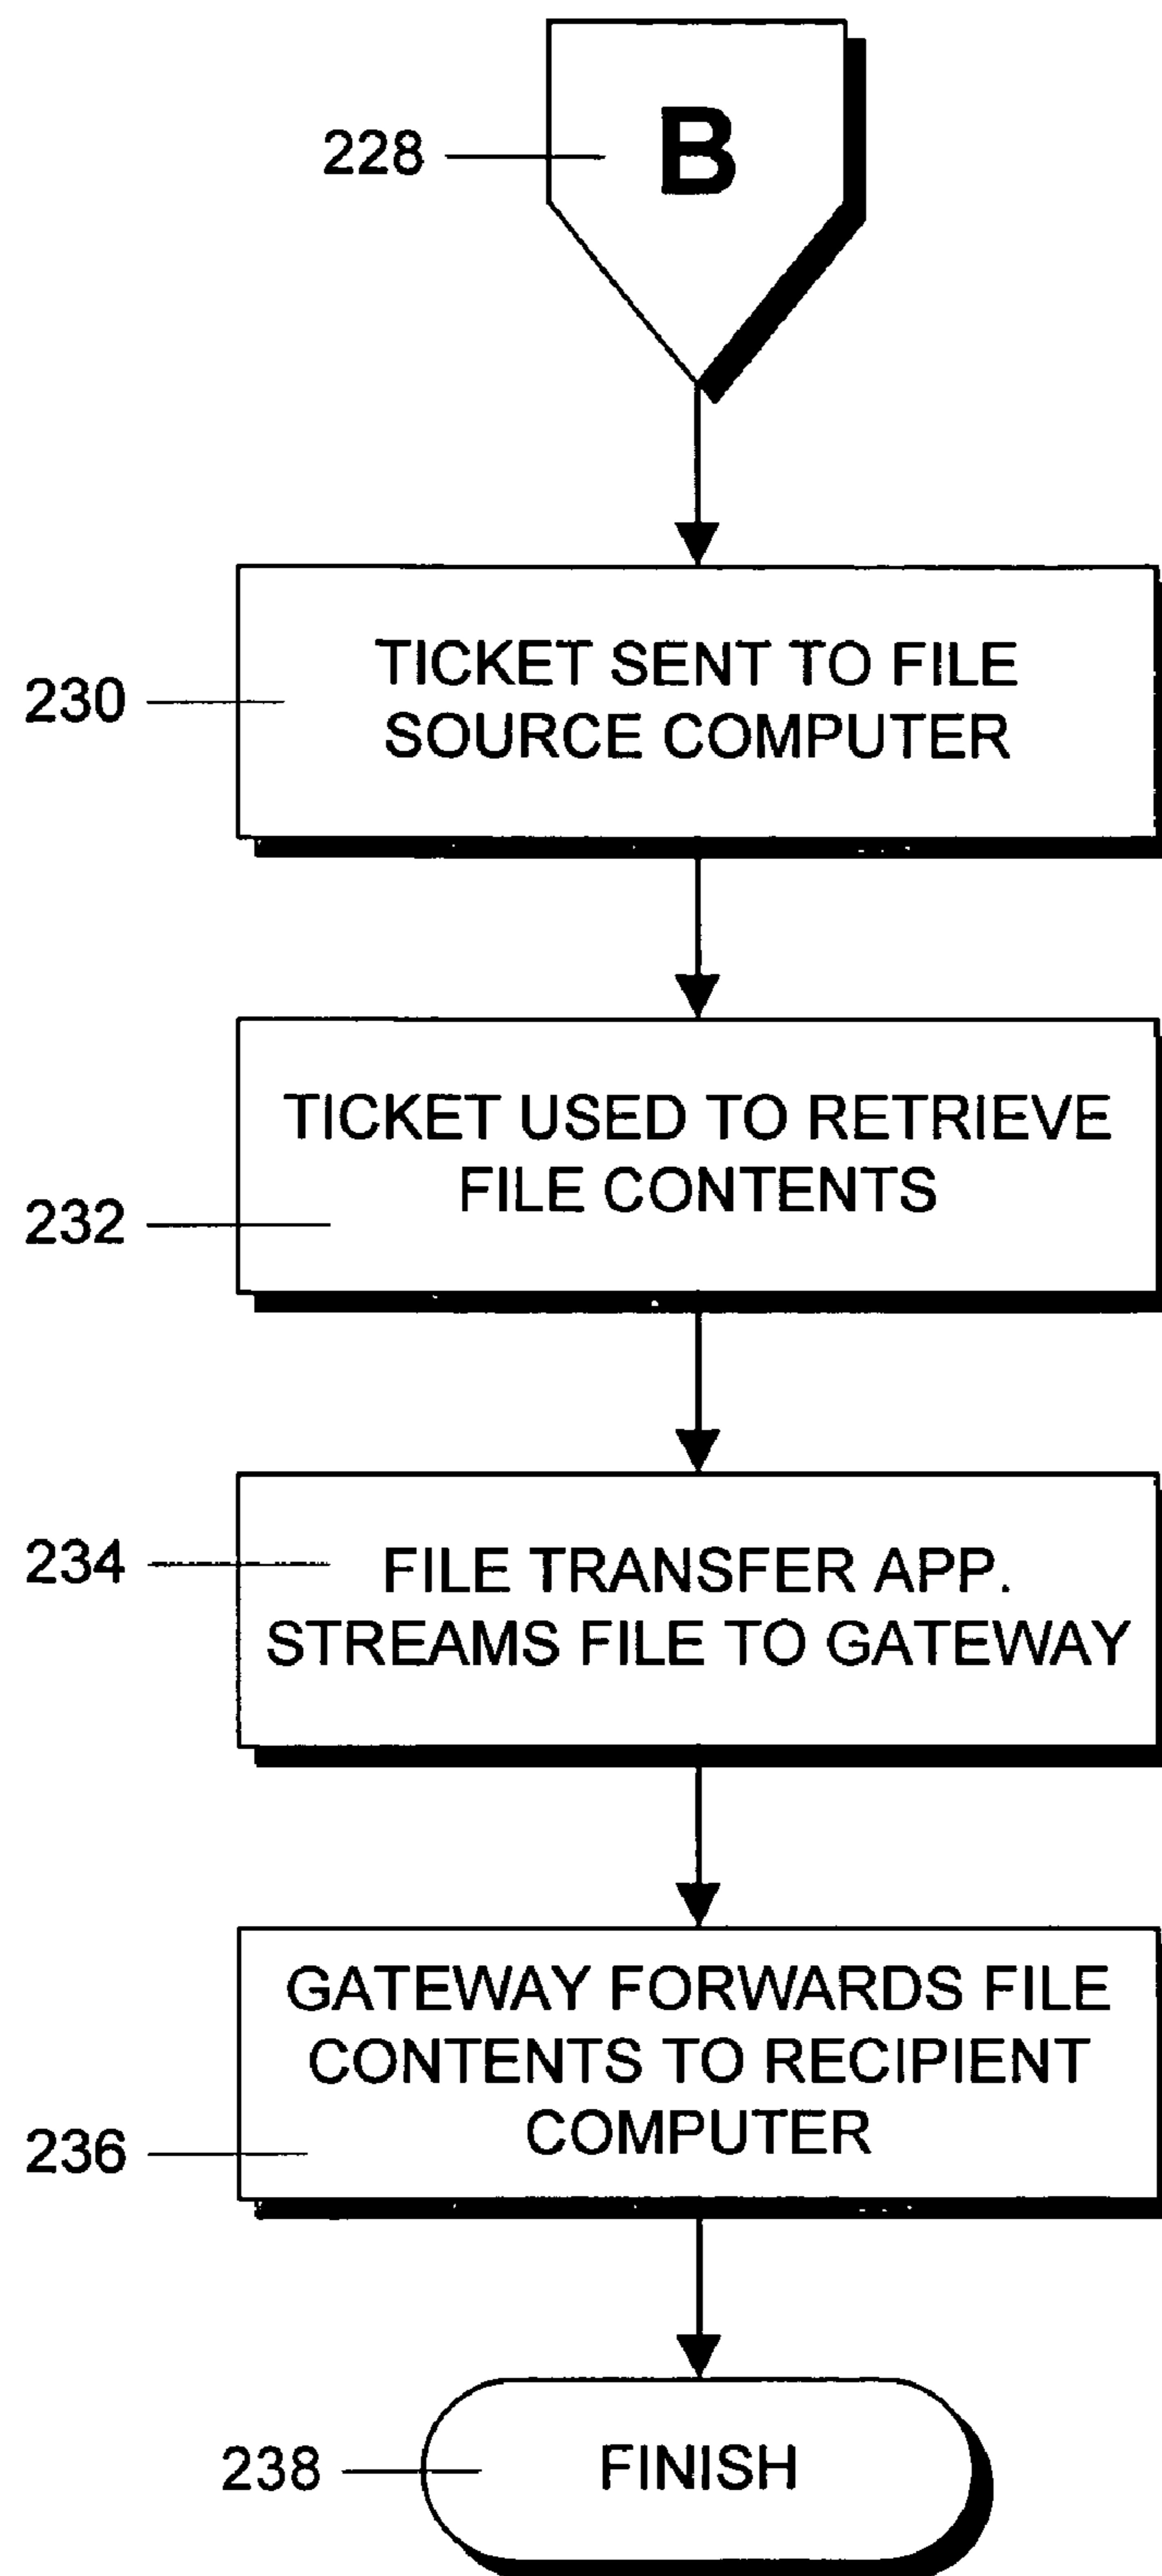 228
B
230
TICKET SENT TO FILE
SOURCE COMPUTER
TICKET USED TO RETRIEVE
FILE CONTENTS
232
234
FILE TRANSFER APP.
STREAMS FILE TO GATEWAY
GATEWAY FORWARDS FILE
CONTENTS TO RECIPIENT
COMPUTER
236
238
FINISH